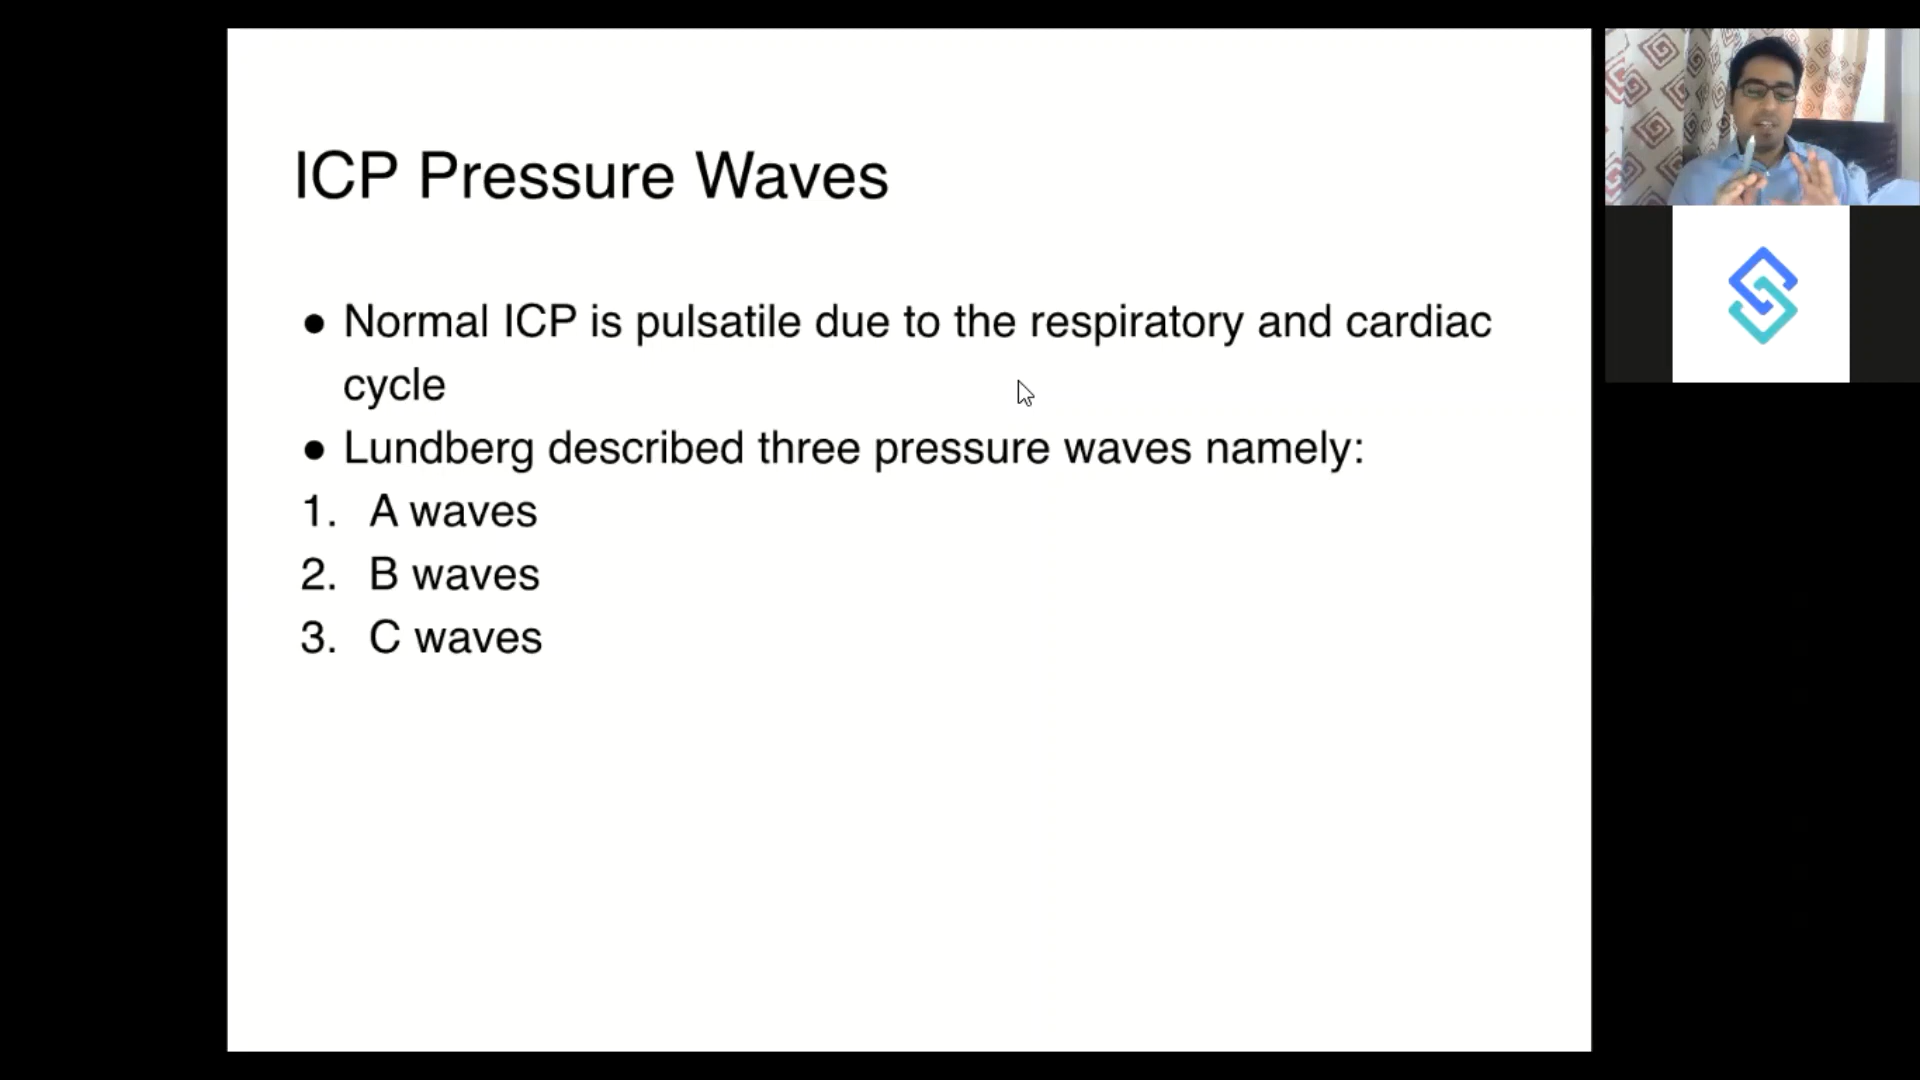 ICP Pressure Waves
● Normal ICP is pulsatile due to the respiratory and cardiac
cycle
● Lundberg described three pressure waves namely:
1. A waves
2. B waves
3. C waves